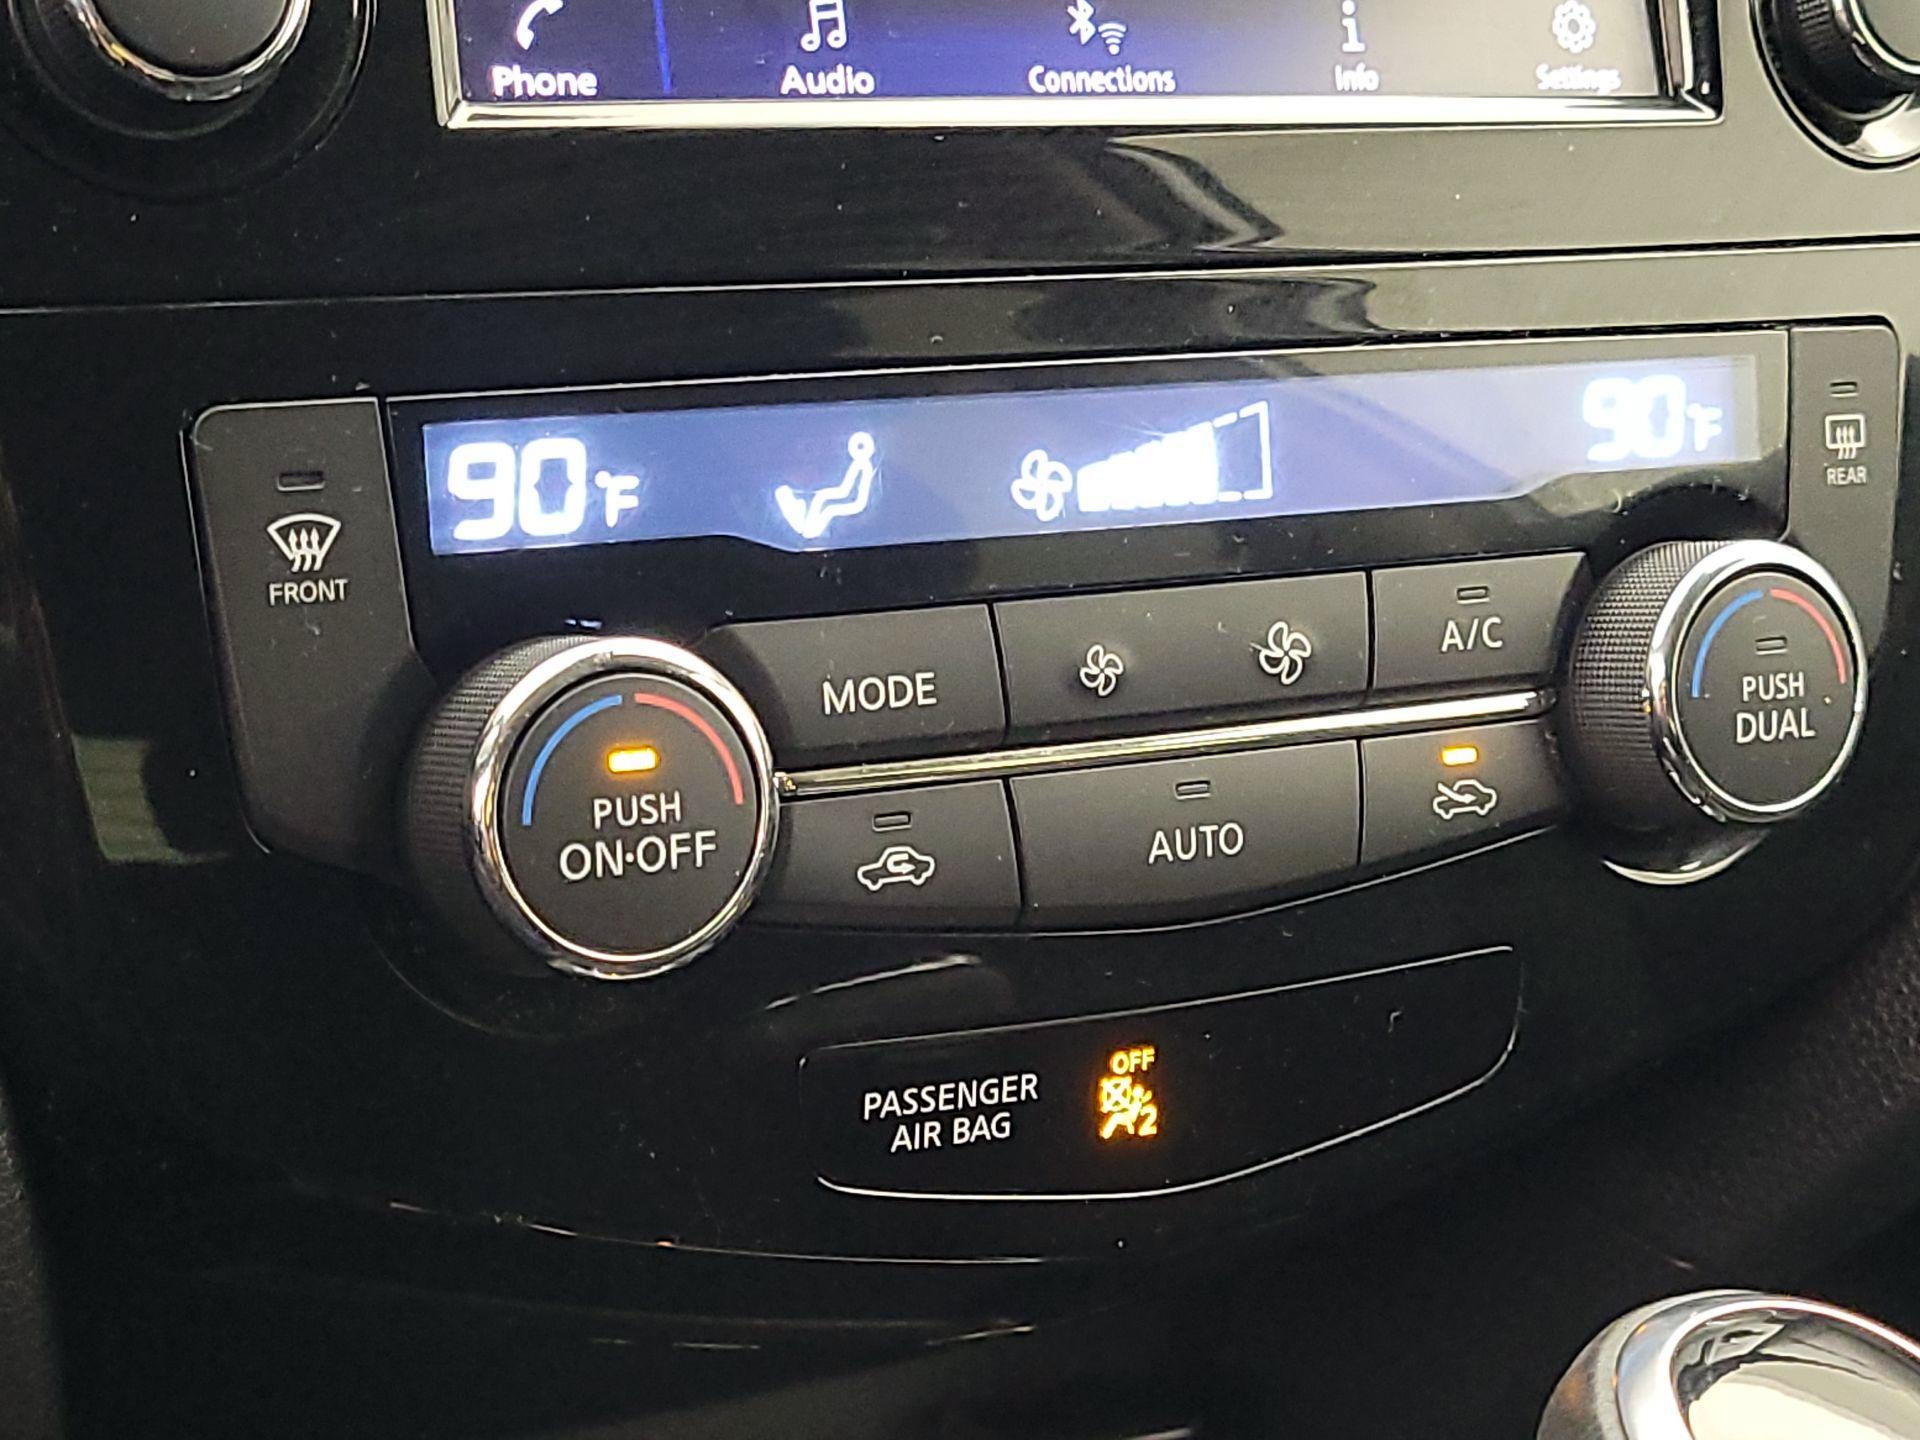 Phone
Audio
Connections
Info
Settings
90°F
90°F
FRONT
REAR
MODE
A/C
PUSH
ON·OFF
AUTO
PUSH
DUAL
PASSENGER
AIR BAG
OFF
2